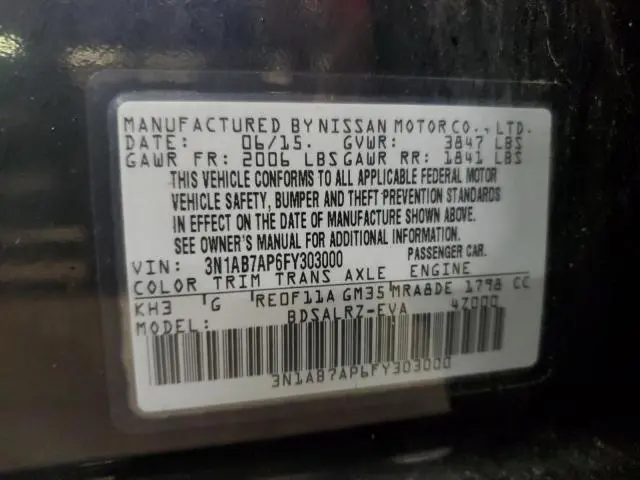 MANUFACTURED BY NISSAN MOTOR CO., LTD.
DATE: 06/15. GVWR: 3847 LBS
GAWR FR: 2006 LBS GAWR RR: 1841 LBS
THIS VEHICLE CONFORMS TO ALL APPLICABLE FEDERAL MOTOR
VEHICLE SAFETY, BUMPER AND THEFT PREVENTION STANDARDS
IN EFFECT ON THE DATE OF MANUFACTURE SHOWN ABOVE.
SEE OWNER'S MANUAL FOR ADDITIONAL INFORMATION.
VIN: 3N1AB7AP6FY303000 PASSENGER CAR.
COLOR TRIM TRANS AXLE ENGINE
KH3 G RE0F11A GM35 MRA8DE 1798 CC
MODEL: BDSALRZ-EVA 4Z000
3N1AB7AP6FY303000